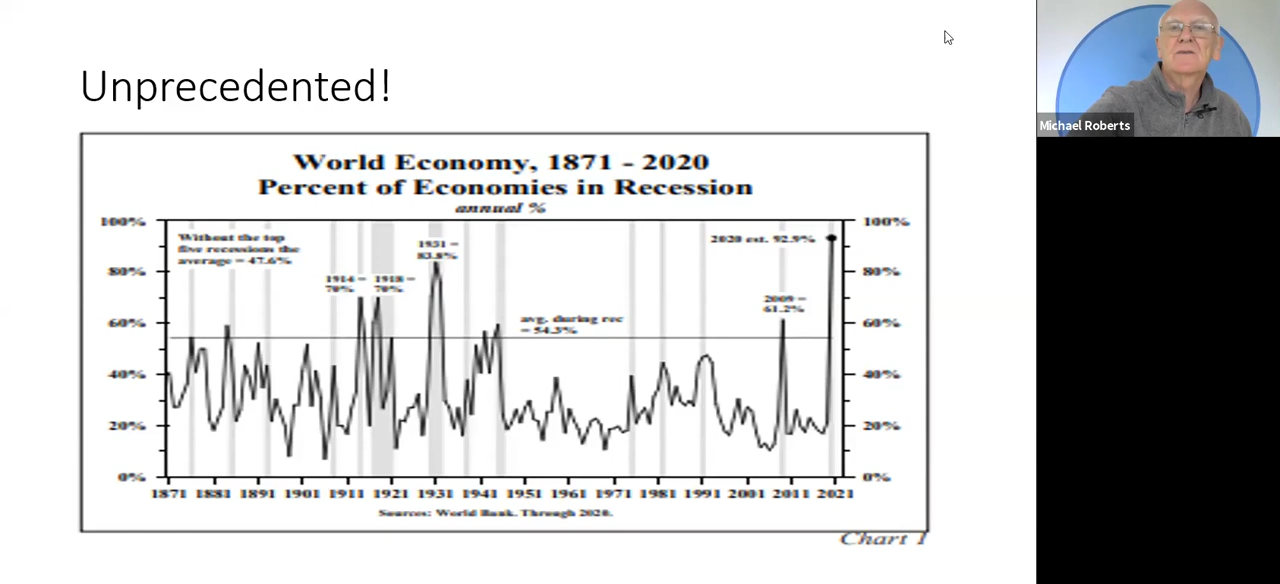 Unprecedented!
Michael Roberts
World Economy, 1871 - 2020
Percent of Economies in Recession
annual %
100%
80%
60%
40%
20%
0%
Without the top
five recessions the
average = 47.6%
1914 =
70%
1918 =
70%
1931 =
83.8%
avg. during rec
= 54.3%
2009 =
61.2%
2020 est. 92.9%
100%
80%
60%
40%
20%
0%
1871 1881 1891 1901 1911 1921 1931 1941 1951 1961 1971 1981 1991 2001 2011 2021
Sources: World Bank. Through 2020.
Chart 1